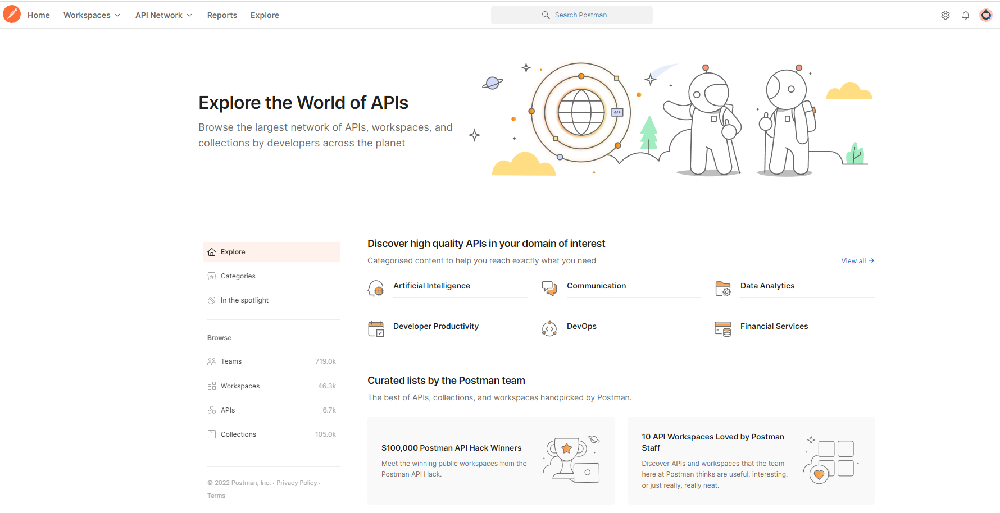 Home Workspaces API Network Reports Explore Search Postman
Explore the World of APIs
Browse the largest network of APIs, workspaces, and
collections by developers across the planet
</>
Explore
Categories
In the spotlight
Browse
Teams 719.0k
Workspaces 46.3k
APIs 6.7k
Collections 105.0k
© 2022 Postman, Inc. · Privacy Policy ·
Terms
Discover high quality APIs in your domain of interest
Categorised content to help you reach exactly what you need
View all →
Artificial Intelligence
Communication
Data Analytics
Developer Productivity
DevOps
Financial Services
Curated lists by the Postman team
The best of APIs, collections, and workspaces handpicked by Postman.
$100,000 Postman API Hack Winners
Meet the winning public workspaces from the
Postman API Hack.
10 API Workspaces Loved by Postman
Staff
Discover APIs and workspaces that the team
here at Postman thinks are useful, interesting,
or just really, really neat.